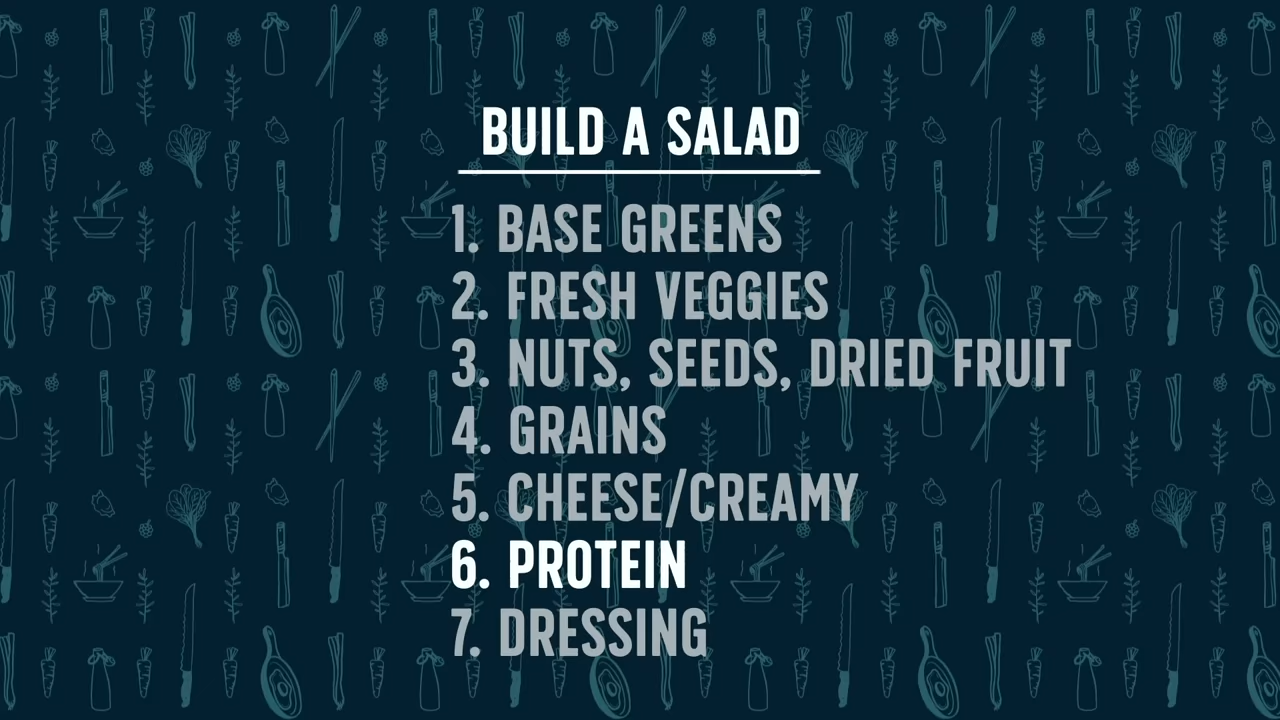 BUILD A SALAD
1. BASE GREENS
2. FRESH VEGGIES
3. NUTS, SEEDS, DRIED FRUIT
4. GRAINS
5. CHEESE/CREAMY
6. PROTEIN
7. DRESSING